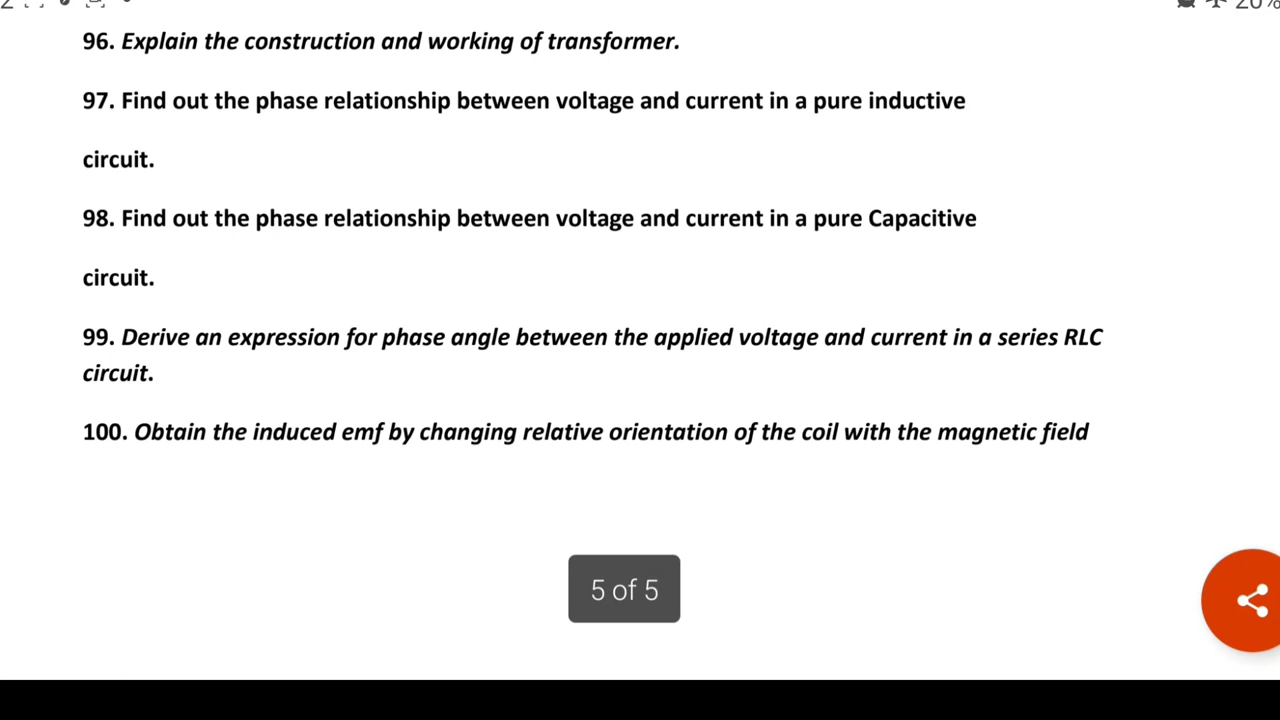 20%
96. Explain the construction and working of transformer.
97. Find out the phase relationship between voltage and current in a pure inductive
circuit.
98. Find out the phase relationship between voltage and current in a pure Capacitive
circuit.
99. Derive an expression for phase angle between the applied voltage and current in a series RLC
circuit.
100. Obtain the induced emf by changing relative orientation of the coil with the magnetic field
5 of 5